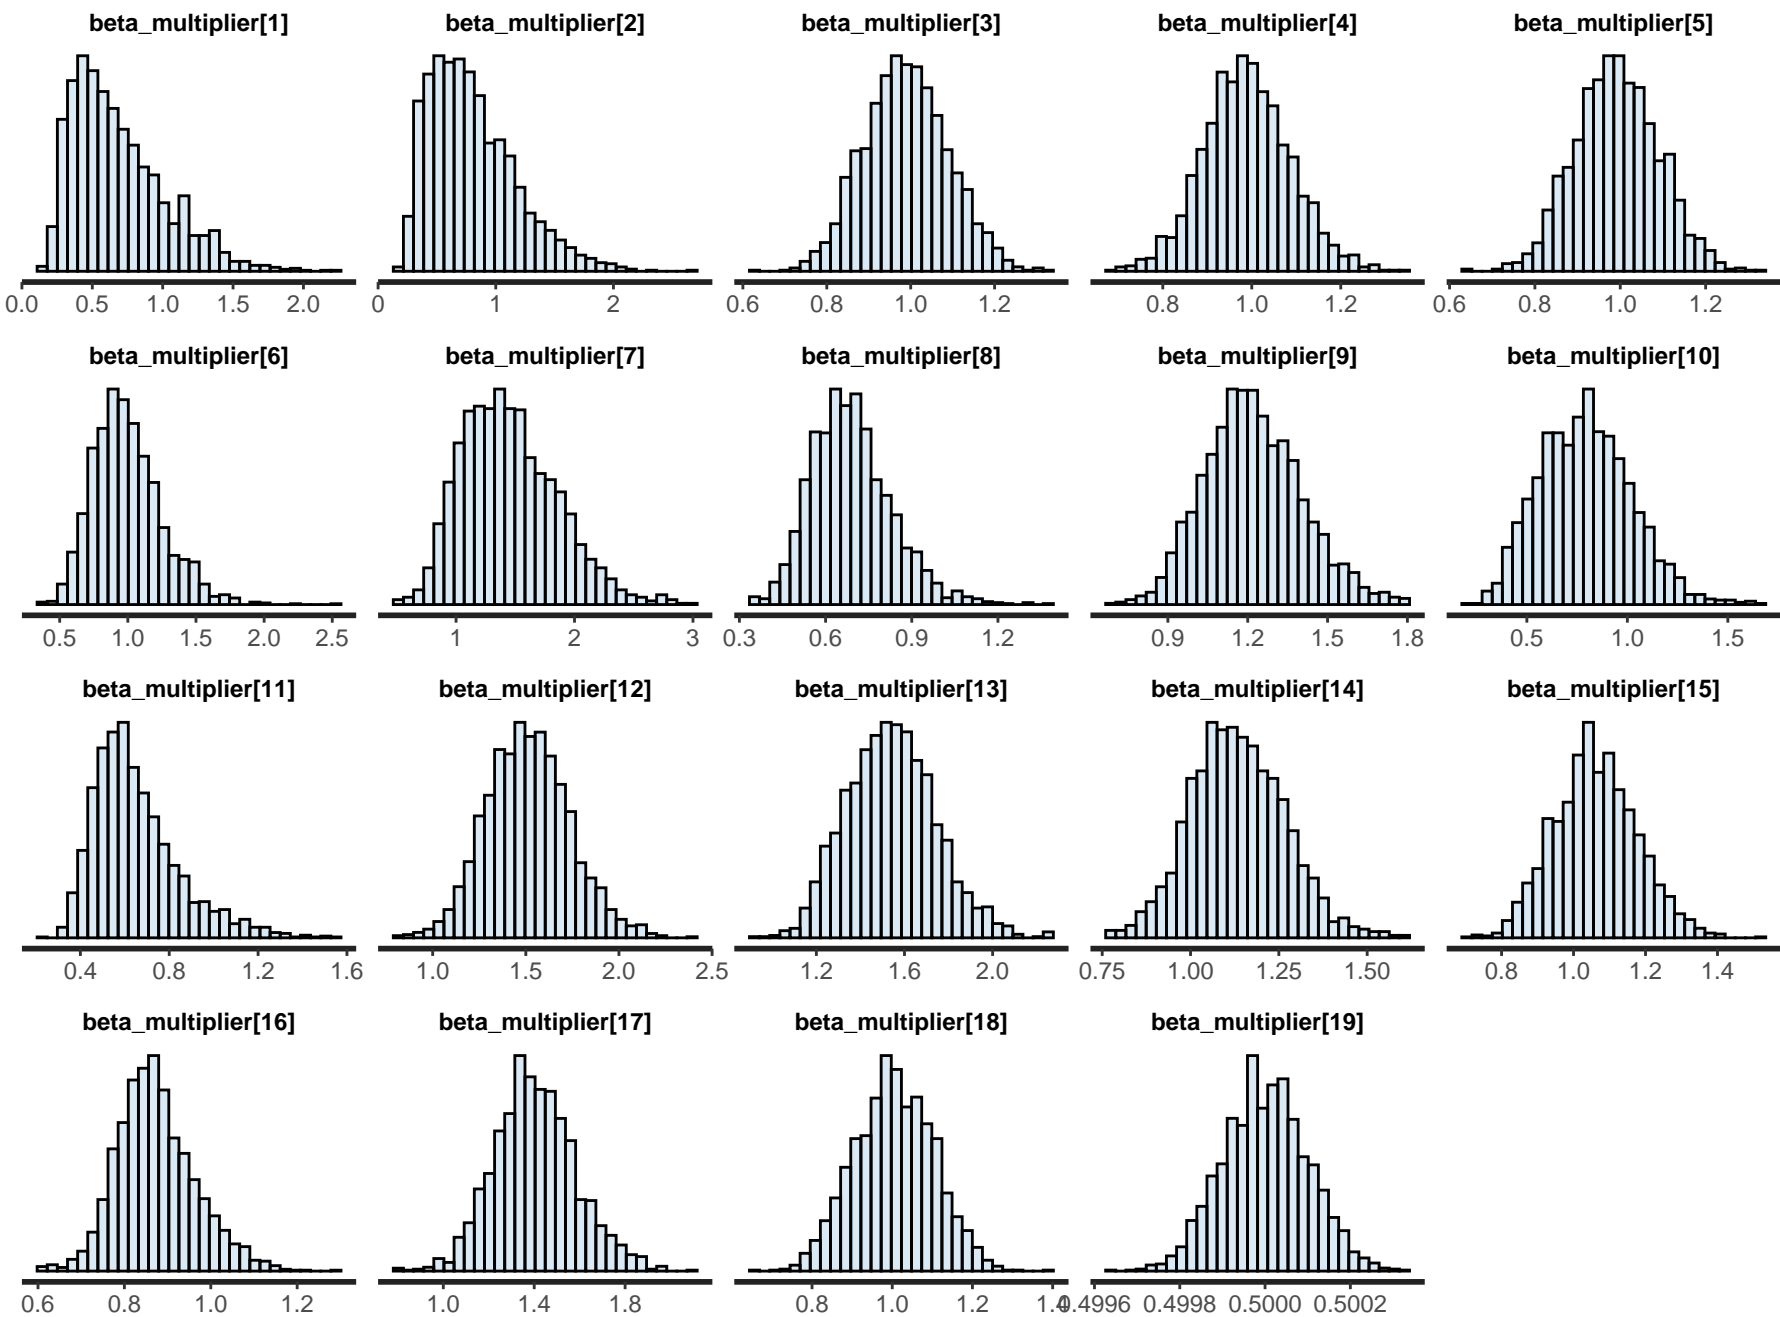 beta_multiplier[1] beta_multiplier[2] beta_multiplier[3] beta_multiplier[4] beta_multiplier[5]
0.0 0.5 1.0 1.5 2.0 0 1 2 0.6 0.8 1.0 1.2 0.8 1.0 1.2 0.6 0.8 1.0 1.2
beta_multiplier[6] beta_multiplier[7] beta_multiplier[8] beta_multiplier[9] beta_multiplier[10]
0.5 1.0 1.5 2.0 2.5 1 2 3 0.3 0.6 0.9 1.2 0.9 1.2 1.5 1.8 0.5 1.0 1.5
beta_multiplier[11] beta_multiplier[12] beta_multiplier[13] beta_multiplier[14] beta_multiplier[15]
0.4 0.8 1.2 1.6 1.0 1.5 2.0 2.5 1.2 1.6 2.0 0.75 1.00 1.25 1.50 0.8 1.0 1.2 1.4
beta_multiplier[16] beta_multiplier[17] beta_multiplier[18] beta_multiplier[19]
0.6 0.8 1.0 1.2 1.0 1.4 1.8 0.8 1.0 1.2 1.4 0.4996 0.4998 0.5000 0.5002